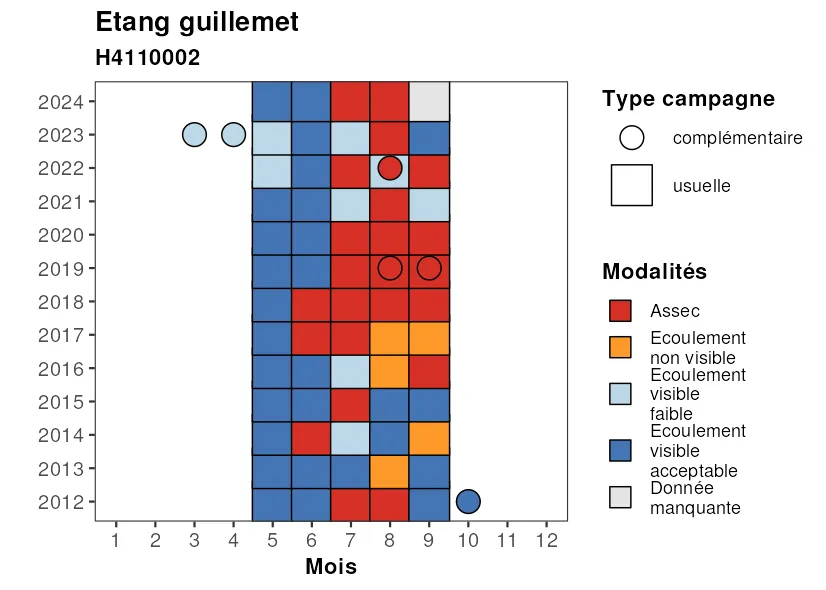 Etang guillemet
H4110002
2024
2023
2022
2021
2020
2019
2018
2017
2016
2015
2014
2013
2012
1 2 3 4 5 6 7 8 9 10 11 12
Mois
Type campagne
complémentaire
usuelle
Modalités
Assec
Ecoulement
non visible
Ecoulement
visible
faible
Ecoulement
visible
acceptable
Donnée
manquante